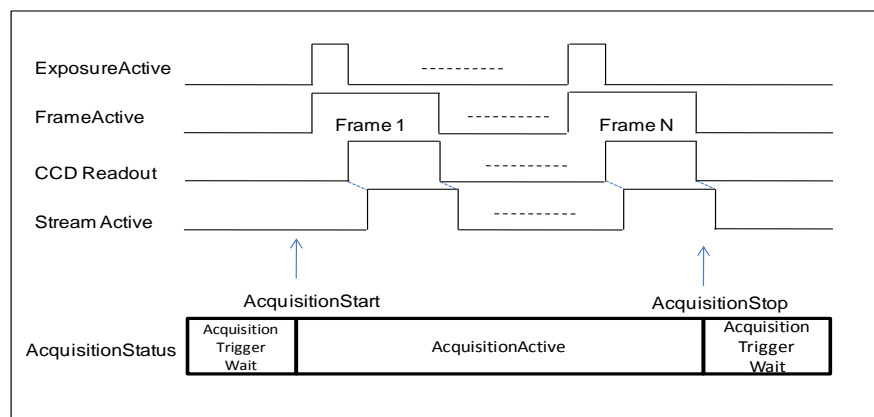 ExposureActive
FrameActive
Frame 1
Frame N
CCD Readout
Stream Active
AcquisitionStart
AcquisitionStop
AcquisitionStatus
Acquisition
Trigger
Wait
AcquisitionActive
Acquisition
Trigger
Wait